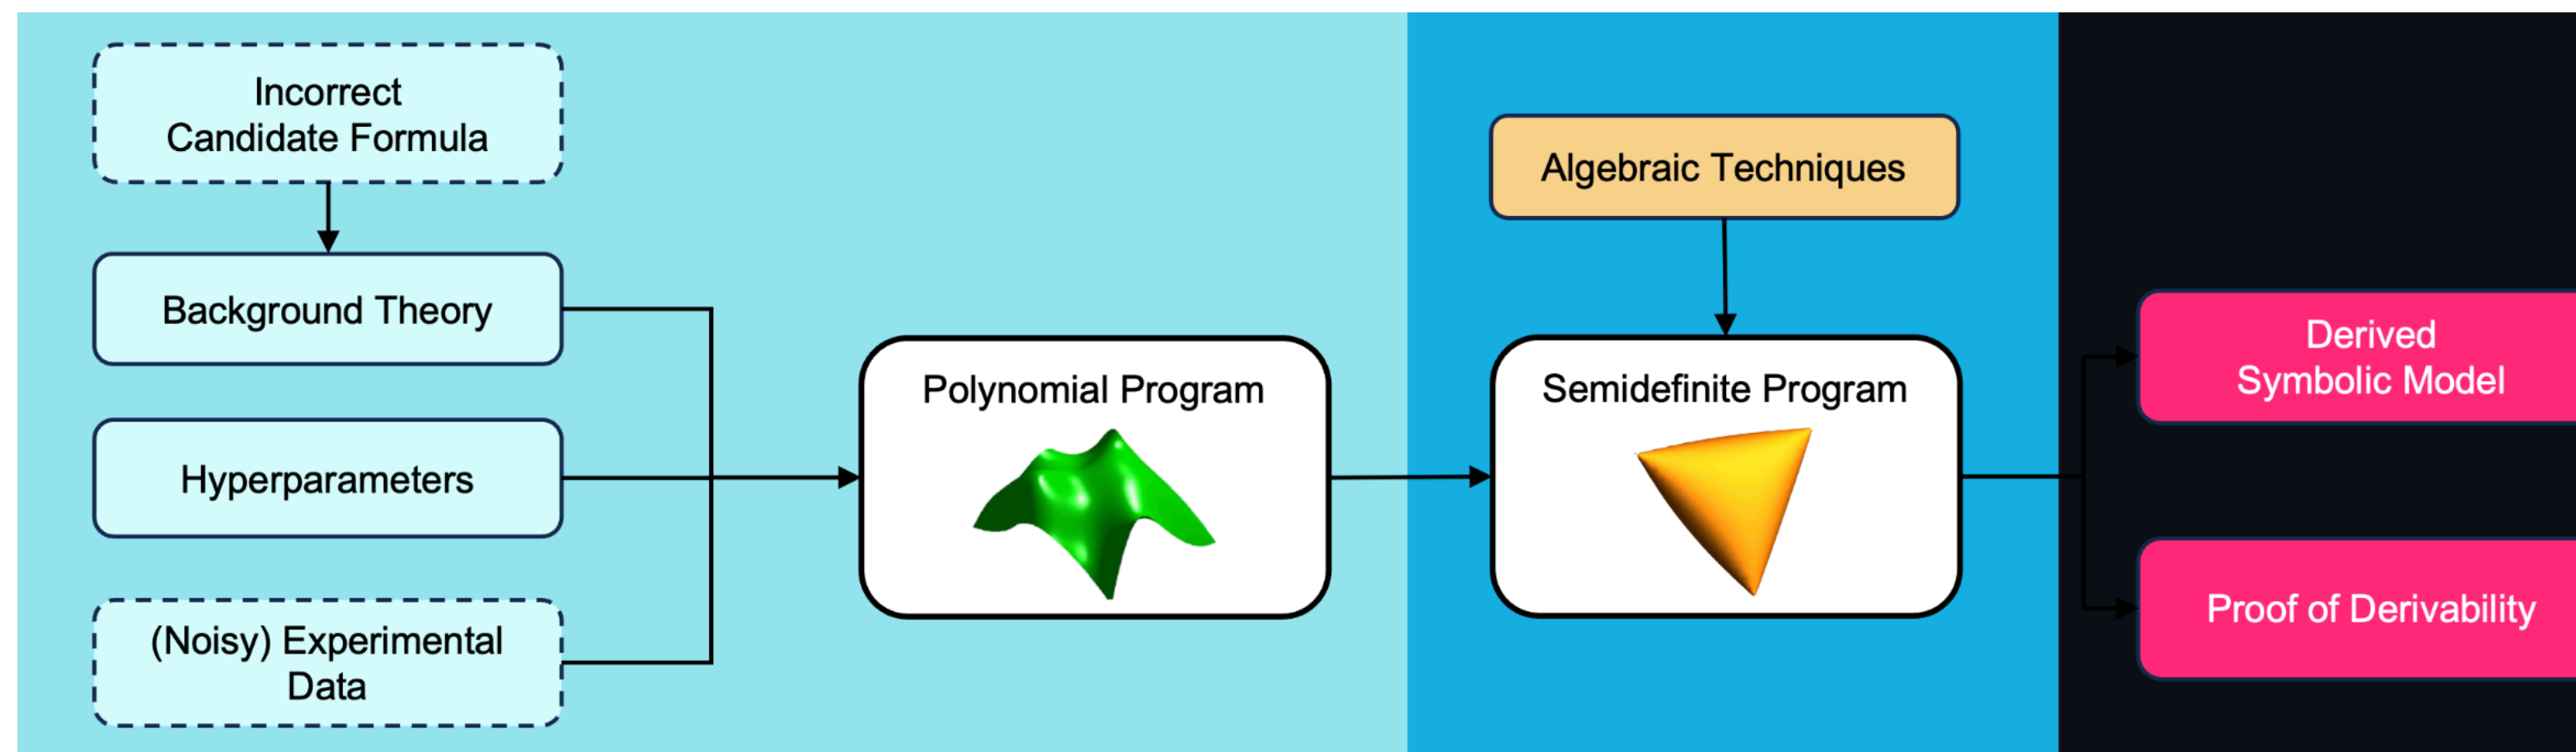 Incorrect
Candidate Formula
Background Theory
Hyperparameters
(Noisy) Experimental
Data
Polynomial Program
Algebraic Techniques
Semidefinite Program
Derived
Symbolic Model
Proof of Derivability